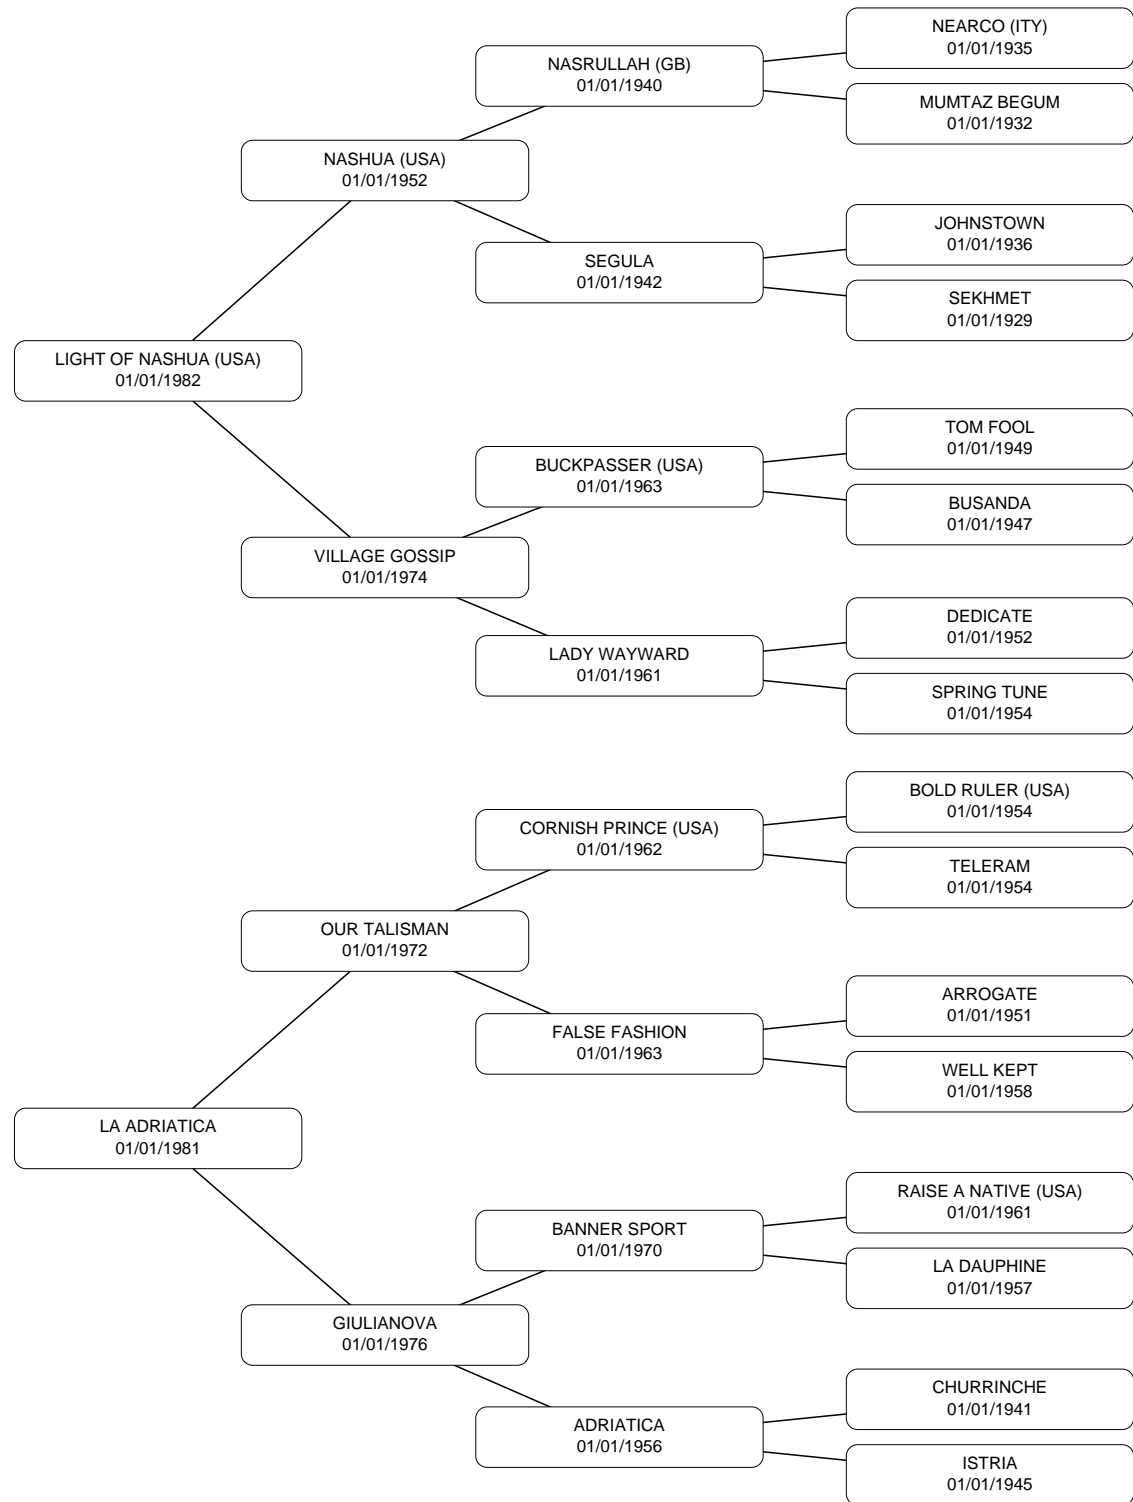 NEARCO (ITY)
01/01/1935
NASRULLAH (GB)
01/01/1940
MUMTAZ BEGUM
01/01/1932
NASHUA (USA)
01/01/1952
JOHNSTOWN
01/01/1936
SEGULA
01/01/1942
SEKHMET
01/01/1929
LIGHT OF NASHUA (USA)
01/01/1982
TOM FOOL
01/01/1949
BUCKPASSER (USA)
01/01/1963
BUSANDA
01/01/1947
VILLAGE GOSSIP
01/01/1974
DEDICATE
01/01/1952
LADY WAYWARD
01/01/1961
SPRING TUNE
01/01/1954
BOLD RULER (USA)
01/01/1954
CORNISH PRINCE (USA)
01/01/1962
TELERAM
01/01/1954
OUR TALISMAN
01/01/1972
ARROGATE
01/01/1951
FALSE FASHION
01/01/1963
WELL KEPT
01/01/1958
LA ADRIATICA
01/01/1981
RAISE A NATIVE (USA)
01/01/1961
BANNER SPORT
01/01/1970
LA DAUPHINE
01/01/1957
GIULIANOVA
01/01/1976
CHURRINCHE
01/01/1941
ADRIATICA
01/01/1956
ISTRIA
01/01/1945